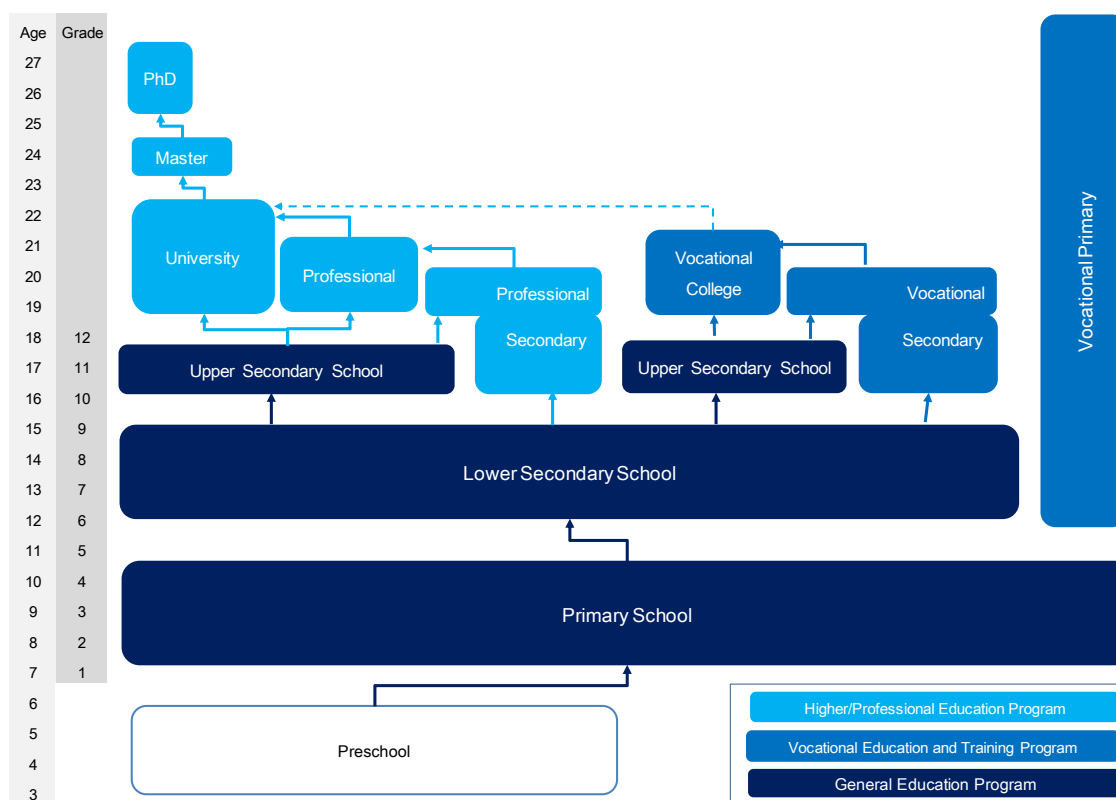 Age Grade
27
PhD
26
25
24
Master
23
22
21
University
Vocational
20
Professional
College
Professional
Vocational
19
18 12
Secondary
Secondary
17 11
Upper Secondary School
Upper Secondary School
16 10
15 9
14 8
Lower Secondary School
13 7
12 6
11 5
10 4
9 3
Primary School
8 2
7 1
6
5
Preschool
4
3
Vocational Primary
Higher/Professional Education Program
Vocational Education and Training Program
General Education Program